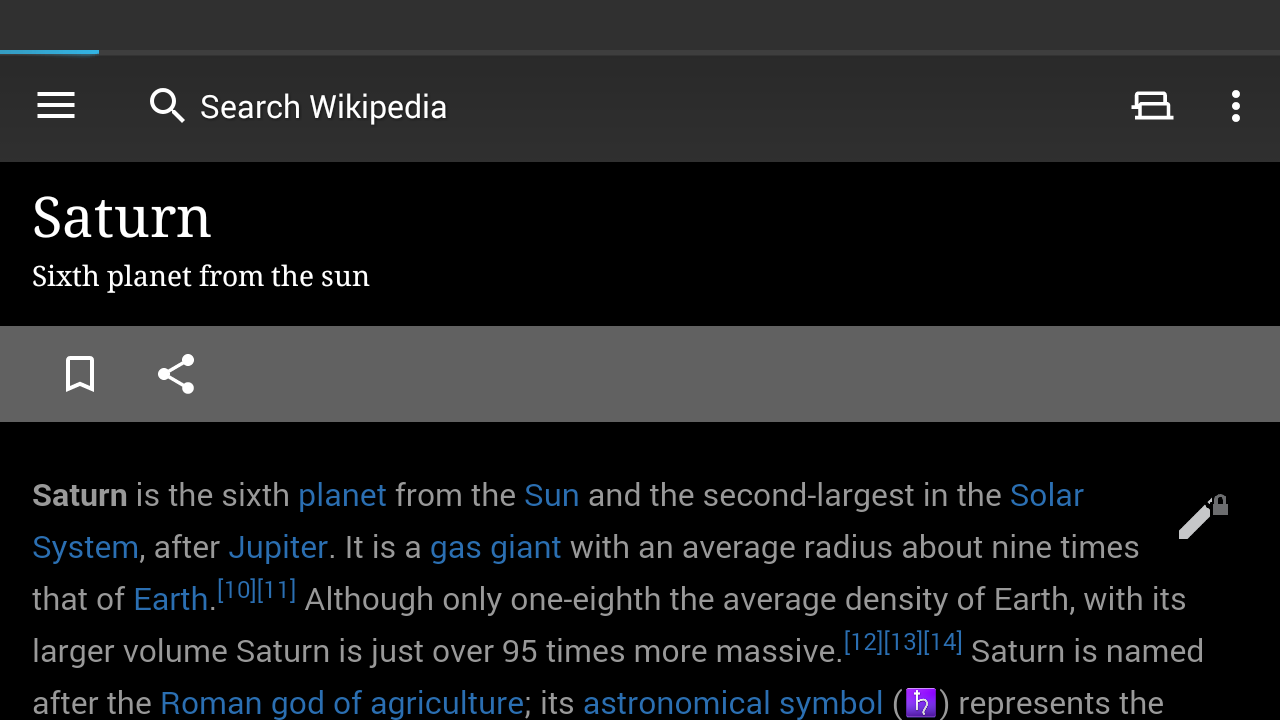 Search Wikipedia
Saturn
Sixth planet from the sun
Saturn is the sixth planet from the Sun and the second-largest in the Solar
System, after Jupiter. It is a gas giant with an average radius about nine times
that of Earth.[10][11] Although only one-eighth the average density of Earth, with its
larger volume Saturn is just over 95 times more massive.[12][13][14] Saturn is named
after the Roman god of agriculture; its astronomical symbol (♄) represents the